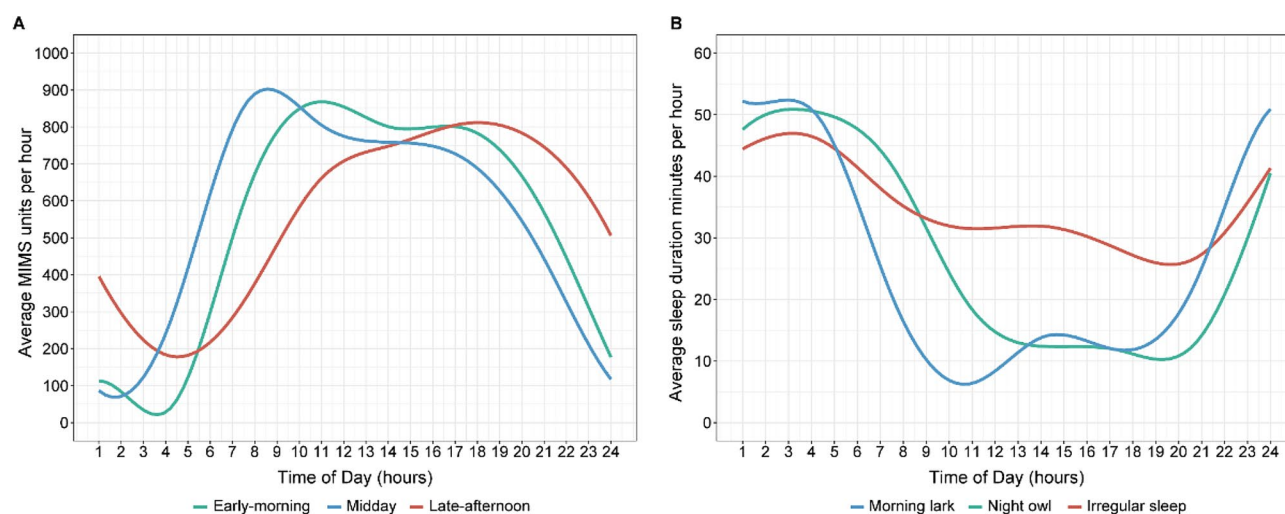 A
B
1000
900
800
700
600
500
400
300
200
100
0
Average MIMS units per hour
1 2 3 4 5 6 7 8 9 10 11 12 13 14 15 16 17 18 19 20 21 22 23 24
Time of Day (hours)
Early-morning Midday Late-afternoon
60
50
40
30
20
10
0
Average sleep duration minutes per hour
1 2 3 4 5 6 7 8 9 10 11 12 13 14 15 16 17 18 19 20 21 22 23 24
Time of Day (hours)
Morning lark Night owl Irregular sleep